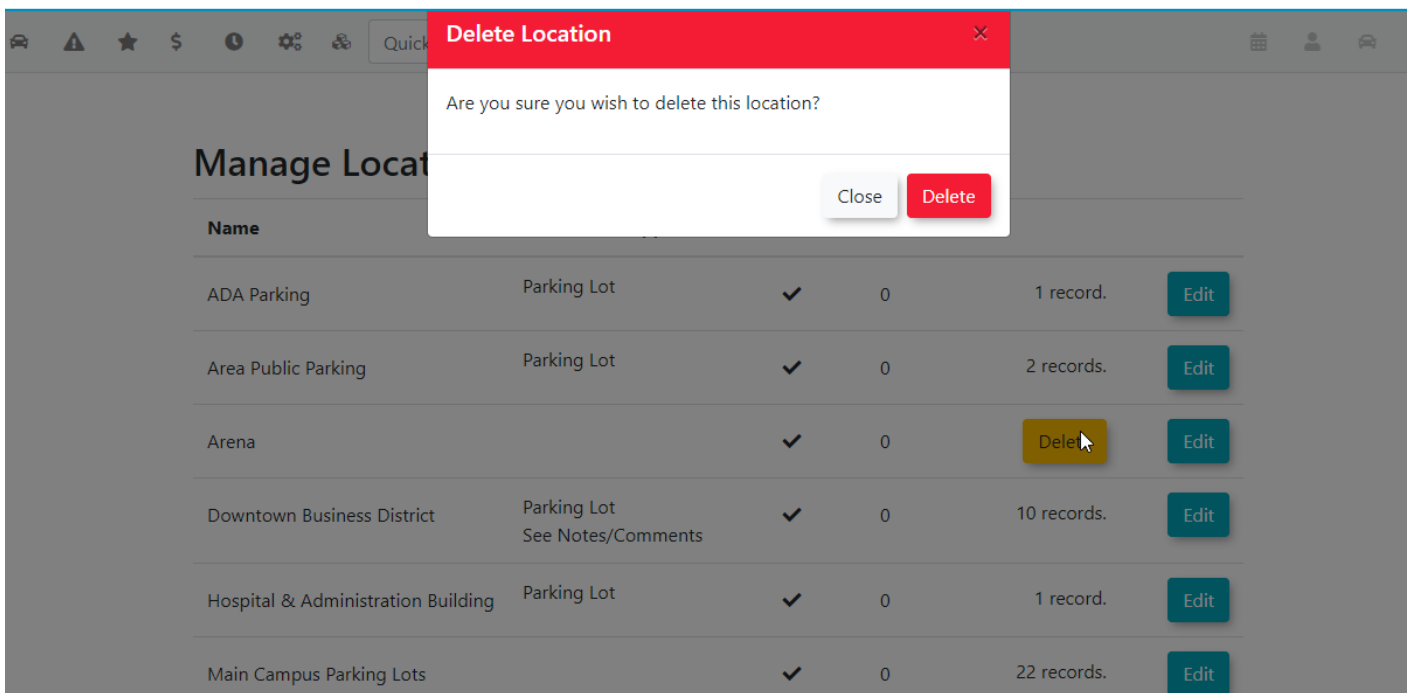 $
Quick
Delete Location
×
Are you sure you wish to delete this location?
Close
Delete
Manage Locat
Name
ADA Parking
Parking Lot
0
1 record.
Edit
Area Public Parking
Parking Lot
0
2 records.
Edit
Arena
0
Delete
Edit
Downtown Business District
Parking Lot
See Notes/Comments
0
10 records.
Edit
Hospital & Administration Building
Parking Lot
0
1 record.
Edit
Main Campus Parking Lots
0
22 records.
Edit